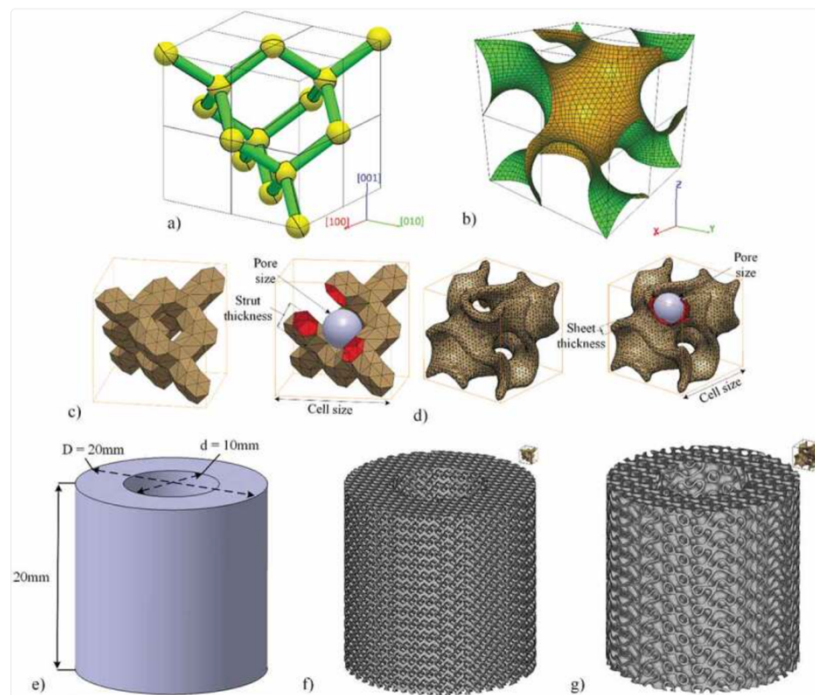 [001]
[100]
[010]
a)
Z
X
Y
b)
Pore
size
Strut
thickness
Cell size
c)
Pore
size
Sheet
thickness
Cell size
d)
D = 20mm
d = 10mm
20mm
e)
f)
g)